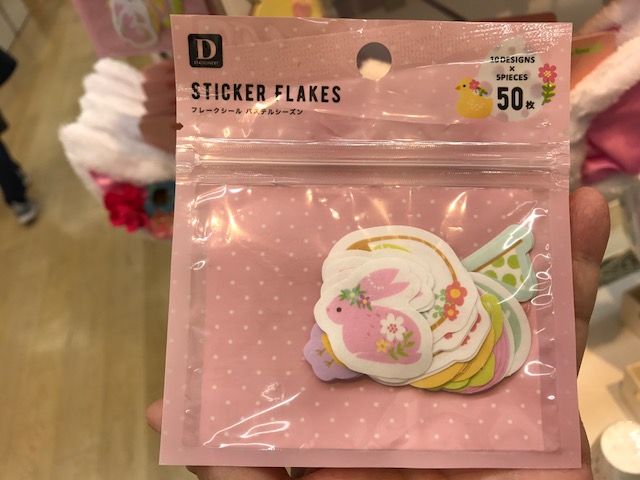 D
STATIONERY
STICKER FLAKES
フレークシール パステルシーズン
10DESIGNS
×
5PIECES
50枚